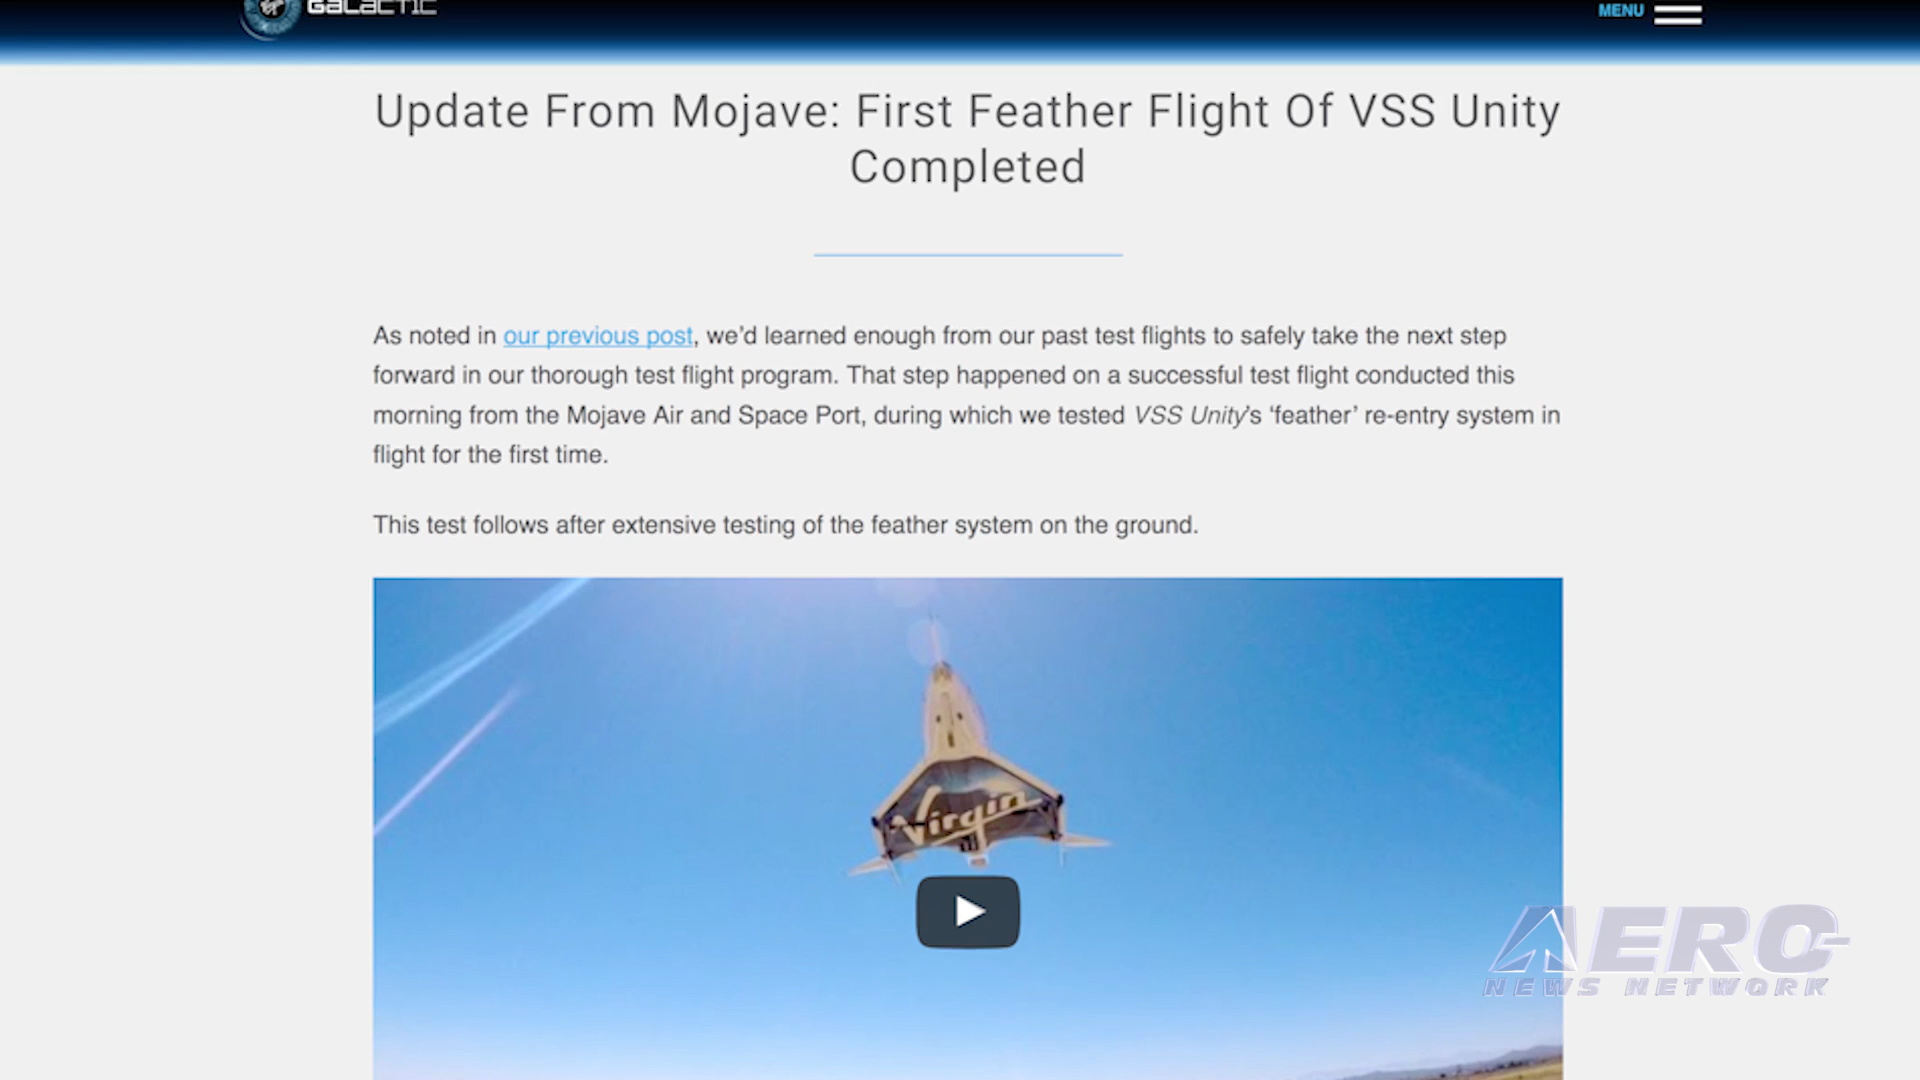 Virgin
GALACTIC
MENU
Update From Mojave: First Feather Flight Of VSS Unity
Completed
As noted in our previous post, we’d learned enough from our past test flights to safely take the next step
forward in our thorough test flight program. That step happened on a successful test flight conducted this
morning from the Mojave Air and Space Port, during which we tested VSS Unity’s ‘feather’ re-entry system in
flight for the first time.
This test follows after extensive testing of the feather system on the ground.
Virgin
AERO
NEWS NETWORK